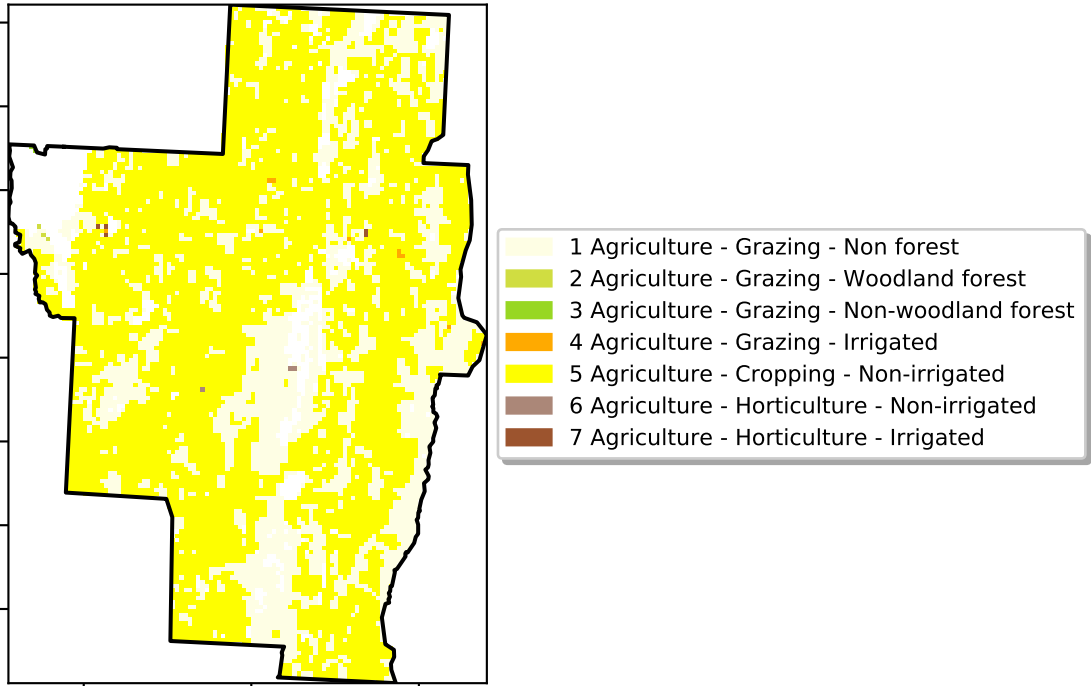 1 Agriculture - Grazing - Non forest
2 Agriculture - Grazing - Woodland forest
3 Agriculture - Grazing - Non-woodland forest
4 Agriculture - Grazing - Irrigated
5 Agriculture - Cropping - Non-irrigated
6 Agriculture - Horticulture - Non-irrigated
7 Agriculture - Horticulture - Irrigated